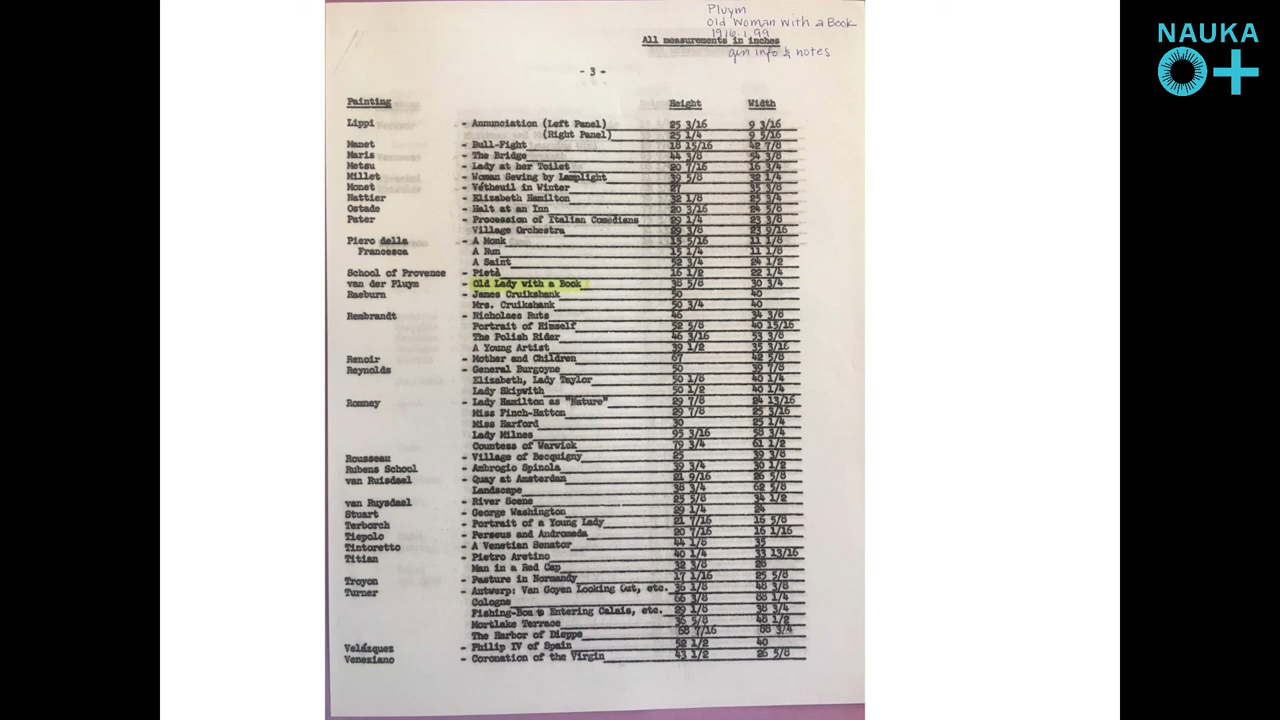 Pluym
Old Woman with a Book
1916.1.99
gen info & notes
All measurements in inches
- 3 -
Painting Height Width
Lippi - Annunciation (Left Panel) 25 3/16 9 3/16
(Right Panel) 25 1/4 9 5/16
Manet - Bull-Fight 18 15/16 42 7/8
Maris - The Bridge 44 3/8 54 3/8
Metsu - Lady at her Toilet 20 7/16 16 3/4
Millet - Woman Sewing by Lamplight 39 5/8 32 1/4
Monet - Vétheuil in Winter 27 35 3/8
Nattier - Elizabeth Hamilton 32 1/8 25 3/4
Ostade - Halt at an Inn 20 3/16 24 5/8
Pater - Procession of Italian Comedians 29 1/4 23 3/8
Village Orchestra 29 3/8 23 9/16
Piero della - A Monk 15 5/16 11 1/8
Francesca A Nun 15 1/4 11 1/8
A Saint 52 3/4 24 1/2
School of Provence - Pietà 16 1/2 22 1/4
van der Pluym - Old Lady with a Book 38 5/8 30 3/4
Raeburn - James Cruikshank 50 40
Mrs. Cruikshank 50 3/4 40
Rembrandt - Nicholaes Ruts 46 34 3/8
Portrait of Himself 52 5/8 40 15/16
The Polish Rider 46 3/16 53 3/8
A Young Artist 39 1/2 35 3/16
Renoir - Mother and Children 67 42 5/8
Reynolds - General Burgoyne 50 39 7/8
Elizabeth, Lady Taylor 50 1/8 40 1/4
Lady Skipwith 50 1/2 40 1/4
Romney - Lady Hamilton as "Nature" 29 7/8 24 13/16
Miss Finch-Hatton 29 7/8 25 3/16
Miss Harford 30 25 1/4
Lady Milnes 95 3/16 58 3/4
Countess of Warwick 79 3/4 61 1/2
Rousseau - Village of Becquigny 25 39 3/8
Rubens School - Ambrogio Spinola 39 3/4 30 1/2
van Ruisdael - Quay at Amsterdam 21 9/16 26 5/8
Landscape 38 3/4 62 5/8
van Ruysdael - River Scene 25 5/8 34 1/2
Stuart - George Washington 29 1/4 24
Terborch - Portrait of a Young Lady 21 7/16 16 5/8
Tiepolo - Perseus and Andromeda 20 7/16 16 1/16
Tintoretto - A Venetian Senator 44 1/8 35
Titian - Pietro Aretino 40 1/4 33 13/16
Man in a Red Cap 32 3/8 28
Troyon - Pasture in Normandy 17 1/16 25 5/8
Turner - Antwerp: Van Goyen Looking Out, etc. 36 1/8 48 3/8
Cologne 66 3/8 88 1/4
Fishing-Boats Entering Calais, etc. 29 1/8 38 3/4
Mortlake Terrace 36 5/8 48 1/2
The Harbor of Dieppe 68 7/16 88 3/4
Velázquez - Philip IV of Spain 52 1/2 40
Veneziano - Coronation of the Virgin 43 1/2 26 5/8
NAUKA
0+